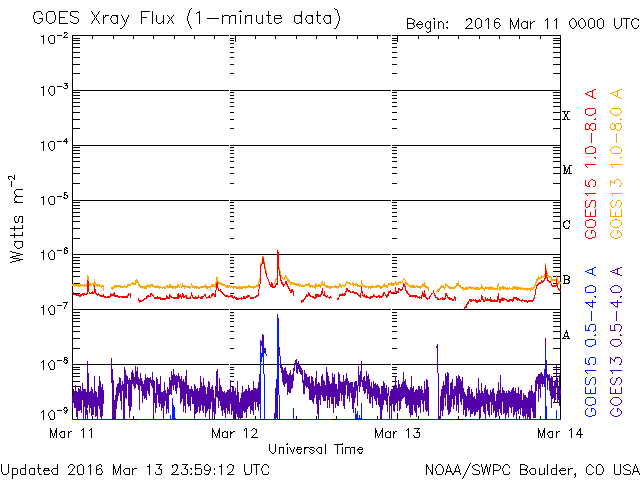 GOES Xray Flux (1-minute data)
Begin: 2016 Mar 11 0000 UTC
10⁻²
10⁻³
10⁻⁴
10⁻⁵
10⁻⁶
10⁻⁷
10⁻⁸
10⁻⁹
Watts m⁻²
X
M
C
B
A
GOES15 1.0-8.0 A
GOES13 1.0-8.0 A
GOES15 0.5-4.0 A
GOES13 0.5-4.0 A
Mar 11
Mar 12
Mar 13
Mar 14
Universal Time
Updated 2016 Mar 13 23:59:12 UTC
NOAA/SWPC Boulder, CO USA